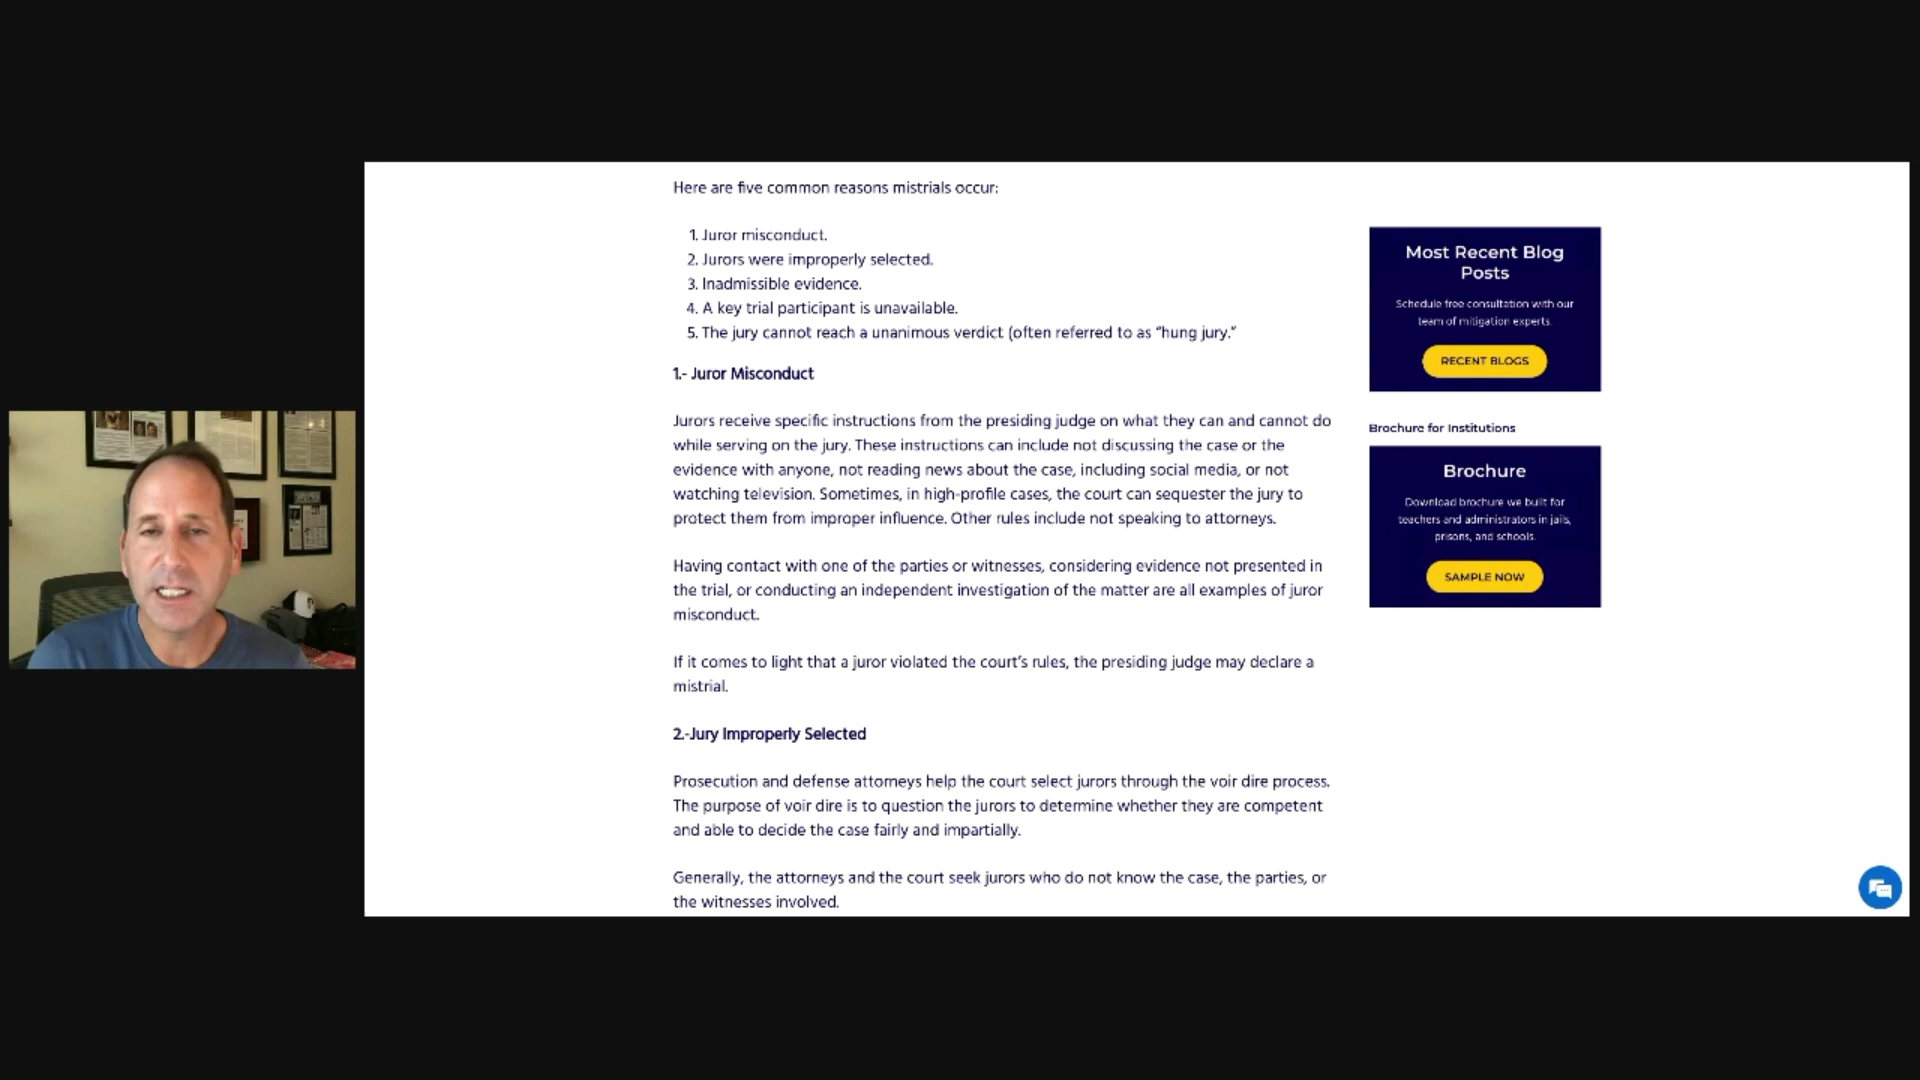 Here are five common reasons mistrials occur:
1. Juror misconduct.
2. Jurors were improperly selected.
3. Inadmissible evidence.
4. A key trial participant is unavailable.
5. The jury cannot reach a unanimous verdict (often referred to as “hung jury.”
1.- Juror Misconduct
Jurors receive specific instructions from the presiding judge on what they can and cannot do
while serving on the jury. These instructions can include not discussing the case or the
evidence with anyone, not reading news about the case, including social media, or not
watching television. Sometimes, in high-profile cases, the court can sequester the jury to
protect them from improper influence. Other rules include not speaking to attorneys.
Having contact with one of the parties or witnesses, considering evidence not presented in
the trial, or conducting an independent investigation of the matter are all examples of juror
misconduct.
If it comes to light that a juror violated the court’s rules, the presiding judge may declare a
mistrial.
2.-Jury Improperly Selected
Prosecution and defense attorneys help the court select jurors through the voir dire process.
The purpose of voir dire is to question the jurors to determine whether they are competent
and able to decide the case fairly and impartially.
Generally, the attorneys and the court seek jurors who do not know the case, the parties, or
the witnesses involved.
Most Recent Blog
Posts
Schedule free consultation with our
team of mitigation experts.
RECENT BLOGS
Brochure for Institutions
Brochure
Download brochure we built for
teachers and administrators in jails,
prisons, and schools.
SAMPLE NOW